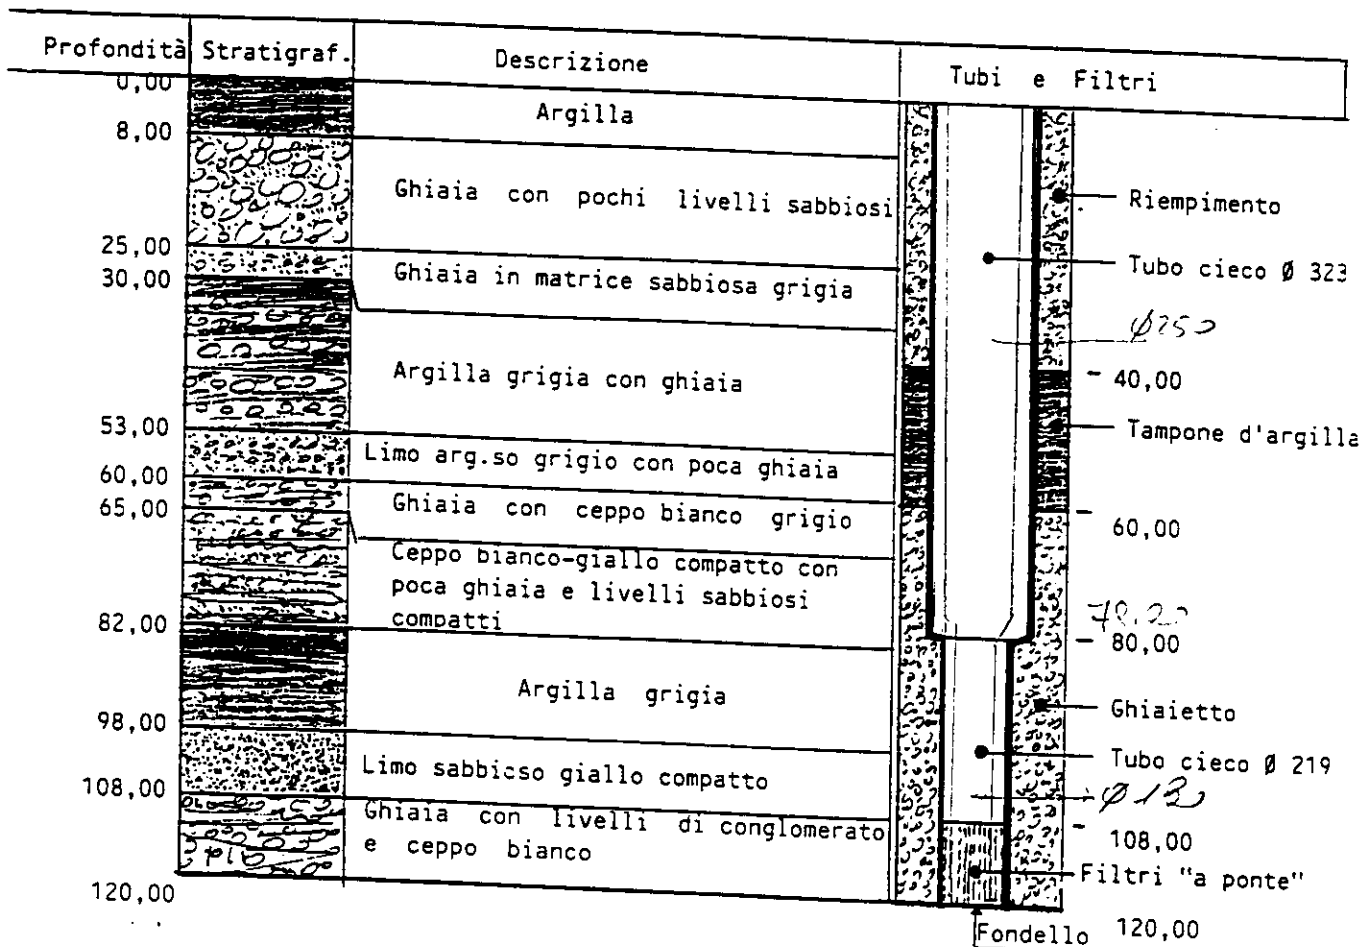 Profondità Stratigraf. Descrizione Tubi e Filtri
0,00
Argilla
8,00
Ghiaia con pochi livelli sabbiosi
25,00
Ghiaia in matrice sabbiosa grigia
30,00
Argilla grigia con ghiaia
53,00
Limo arg.so grigio con poca ghiaia
60,00
Ghiaia con ceppo bianco grigio
65,00
Ceppo bianco-giallo compatto con
poca ghiaia e livelli sabbiosi
compatti
82,00
Argilla grigia
98,00
Limo sabbioso giallo compatto
108,00
Ghiaia con livelli di conglomerato
e ceppo bianco
120,00
Riempimento
Tubo cieco Ø 323
ø250
40,00
Tampone d'argilla
60,00
78.20
80,00
Ghiaietto
Tubo cieco Ø 219
108,00
Filtri "a ponte"
Fondello 120,00